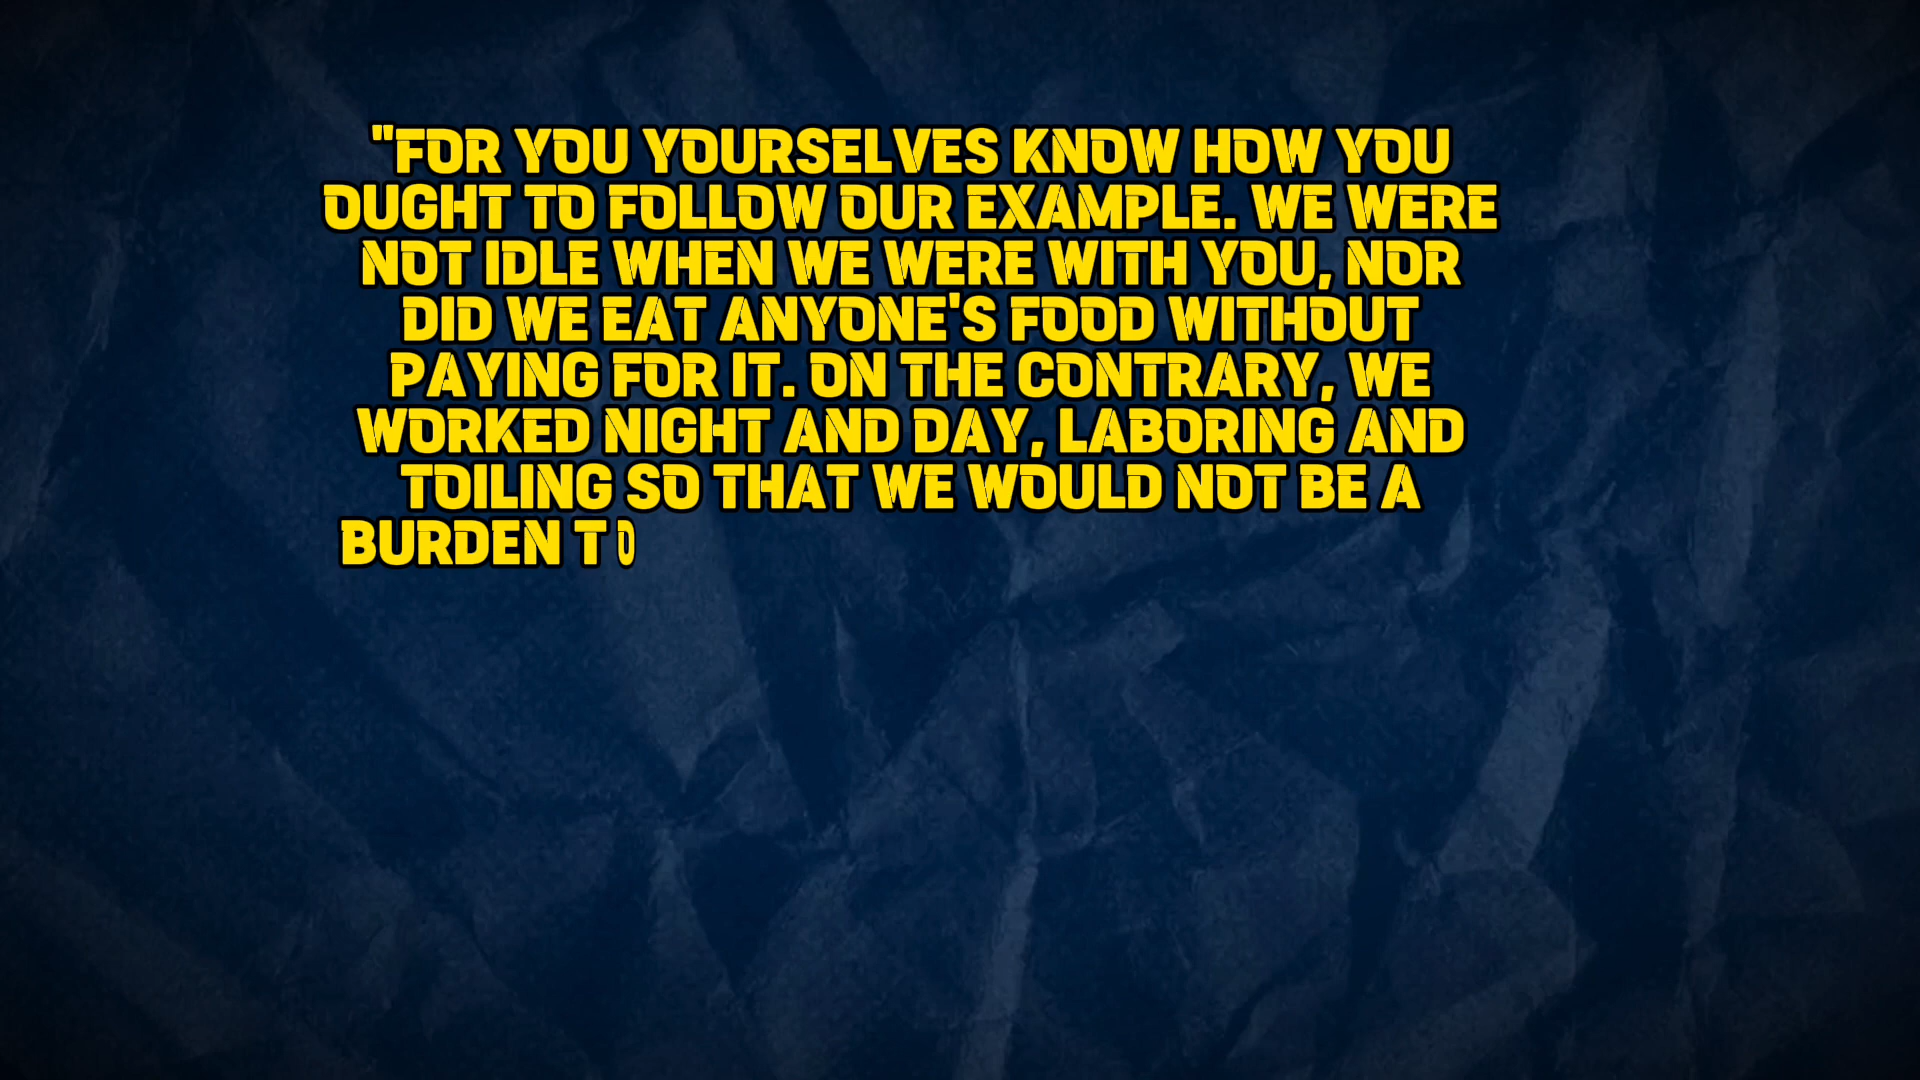 "FOR YOU YOURSELVES KNOW HOW YOU
OUGHT TO FOLLOW OUR EXAMPLE. WE WERE
NOT IDLE WHEN WE WERE WITH YOU, NOR
DID WE EAT ANYONE'S FOOD WITHOUT
PAYING FOR IT. ON THE CONTRARY, WE
WORKED NIGHT AND DAY, LABORING AND
TOILING SO THAT WE WOULD NOT BE A
BURDEN TO